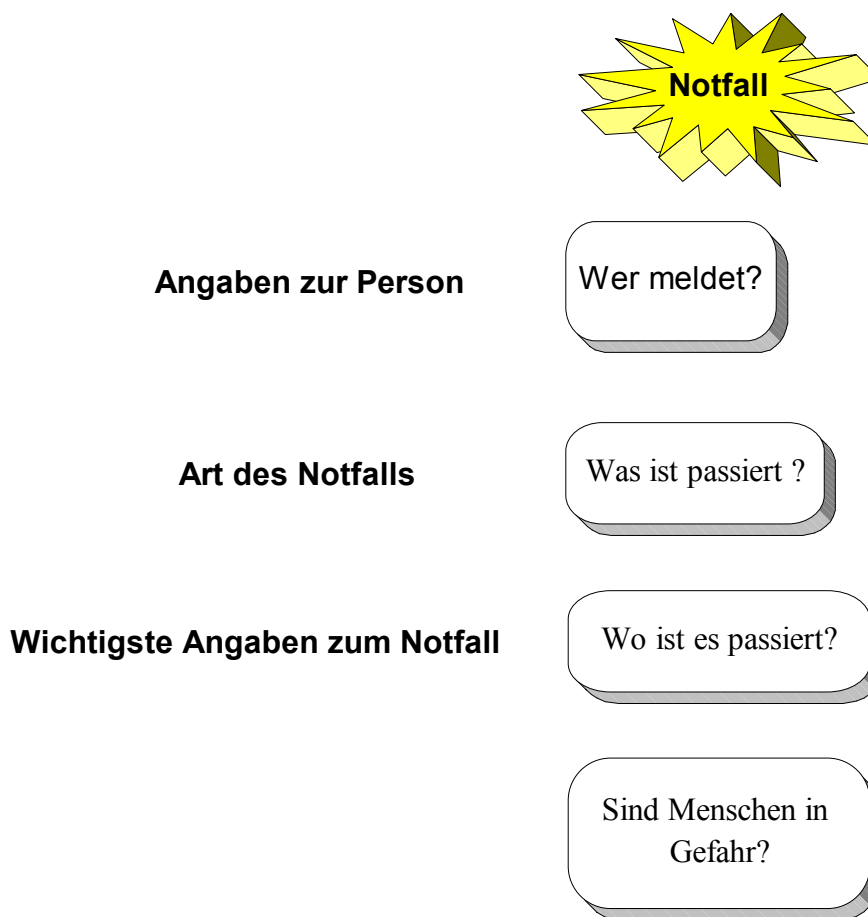 Notfall
Angaben zur Person
Wer meldet?
Art des Notfalls
Was ist passiert ?
Wichtigste Angaben zum Notfall
Wo ist es passiert?
Sind Menschen in
Gefahr?